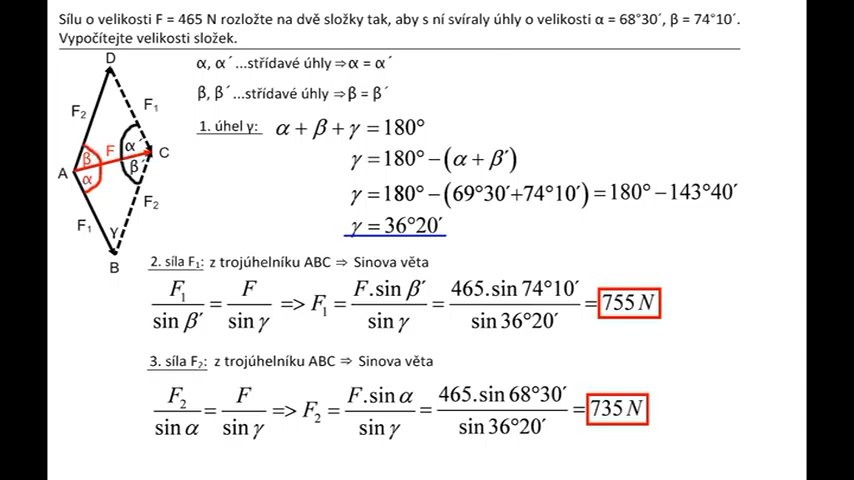 Sílu o velikosti F = 465 N rozložte na dvě složky tak, aby s ní svíraly úhly o velikosti α = 68°30´, β = 74°10´.
Vypočítejte velikosti složek.
D
α, α´...střídavé úhly ⇒ α = α´
F₂
F₁
β, β´...střídavé úhly ⇒ β = β´
1. úhel γ: α + β + γ = 180°
β F α´ C
γ = 180° − (α + β´)
A α β´
γ = 180° − (69°30´+74°10´) = 180° − 143°40´
F₂
F₁ γ
γ = 36°20´
B
2. síla F₁: z trojúhelníku ABC ⇒ Sinova věta
F₁/sin β´ = F/sin γ => F₁ = F.sin β´/sin γ = 465.sin 74°10´/sin 36°20´ = 755 N
3. síla F₂: z trojúhelníku ABC ⇒ Sinova věta
F₂/sin α = F/sin γ => F₂ = F.sin α/sin γ = 465.sin 68°30´/sin 36°20´ = 735 N